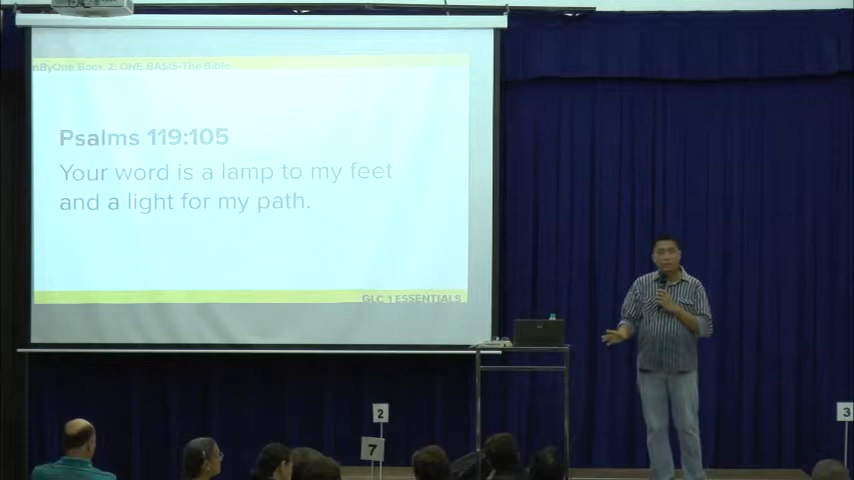 nByOne Book 2: ONE BASIS-The Bible
Psalms 119:105
Your word is a lamp to my feet
and a light for my path.
GLC 1 ESSENTIALS
2
7
3